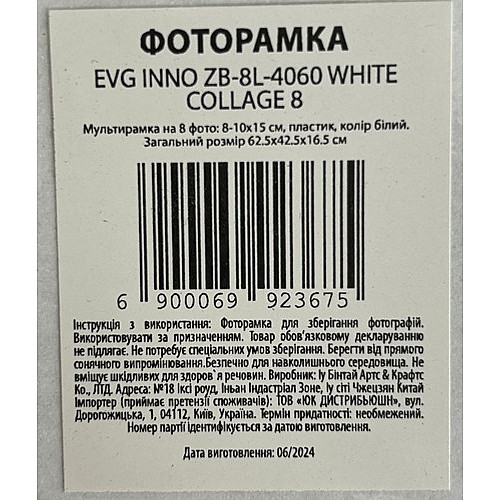 ФОТОРАМКА
EVG INNO ZB-8L-4060 WHITE
COLLAGE 8
Мультирамка на 8 фото: 8-10x15 см, пластик, колір білий.
Загальний розмір 62.5x42.5x16.5 см
6 900069 923675
Інструкція з використання: Фоторамка для зберігання фотографій.
Використовувати за призначенням. Товар обов'язковому декларуванню
не підлягає. Не потребує спеціальних умов зберігання. Берегти від прямого
сонячного випромінювання.Безпечно для навколишнього середовища. Не
вміщує шкідливих для здоров`я речовин. Виробник: Іу Бінтай Артс & Крафтс
Ко., ЛТД. Адреса: №18 Іксі роуд, Іньан Індастріал Зоне, Іу сіті Чжецзян Китай
Імпортер (приймає претензії споживачів): ТОВ «ЮК ДИСТРИБЬЮШН», вул.
Дорогожицька, 1, 04112, Київ, Україна. Термін придатності: необмежений.
Номер партії ідентифікується за датою виготовлення.
Дата виготовлення: 06/2024